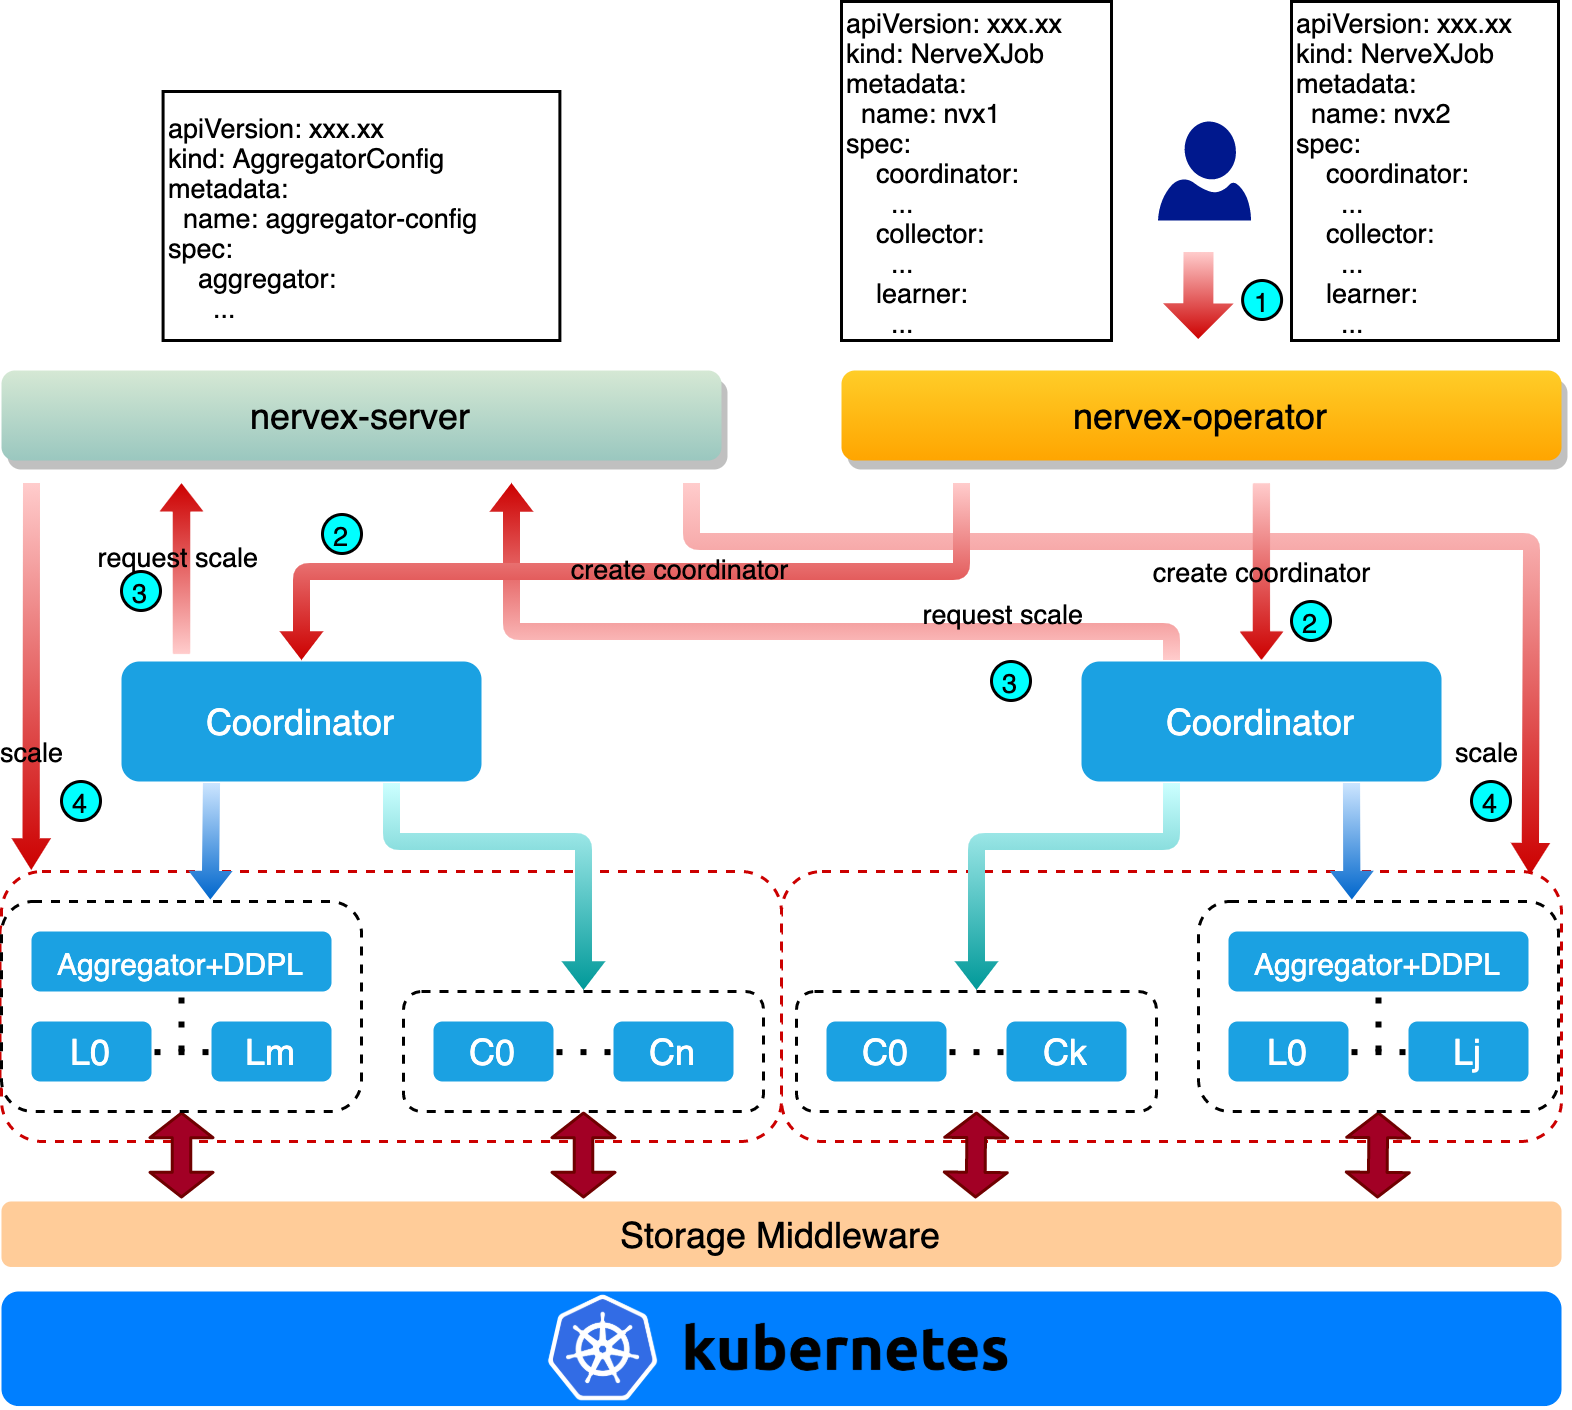 apiVersion: xxx.xx
kind: AggregatorConfig
metadata:
name: aggregator-config
spec:
aggregator:
...
apiVersion: xxx.xx
kind: NerveXJob
metadata:
name: nvx1
spec:
coordinator:
...
collector:
...
learner:
...
1
apiVersion: xxx.xx
kind: NerveXJob
metadata:
name: nvx2
spec:
coordinator:
...
collector:
...
learner:
...
nervex-server
nervex-operator
2
request scale
3
create coordinator
create coordinator
2
request scale
3
Coordinator
Coordinator
scale
4
scale
4
Aggregator+DDPL
L0
Lm
C0
Cn
C0
Ck
Aggregator+DDPL
L0
Lj
Storage Middleware
kubernetes